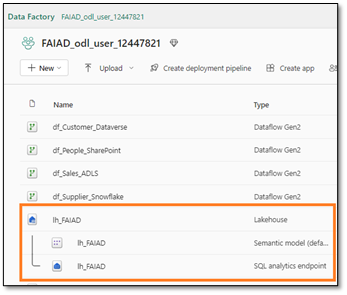 Data Factory FAIAD_odl_user_12447821
FAIAD_odl_user_12447821
+ New Upload Create deployment pipeline Create app
Name Type
df_Customer_Dataverse Dataflow Gen2
df_People_SharePoint Dataflow Gen2
df_Sales_ADLS Dataflow Gen2
df_Supplier_Snowflake Dataflow Gen2
lh_FAIAD Lakehouse
lh_FAIAD Semantic model (defa...
lh_FAIAD SQL analytics endpoint